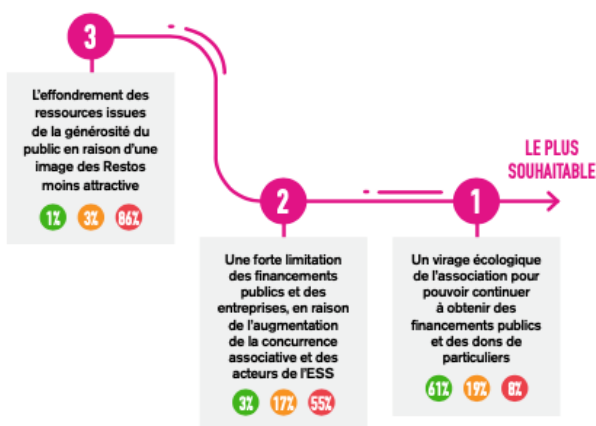 3
L'effondrement des
ressources issues
de la générosité du
public en raison d'une
image des Restos
moins attractive
1% 3% 86%
LE PLUS
SOUHAITABLE
2
Une forte limitation
des financements
publics et des
entreprises, en raison
de l'augmentation
de la concurrence
associative et des
acteurs de l'ESS
3% 17% 55%
1
Un virage écologique
de l'association pour
pouvoir continuer
à obtenir des
financements publics
et des dons de
particuliers
61% 19% 8%